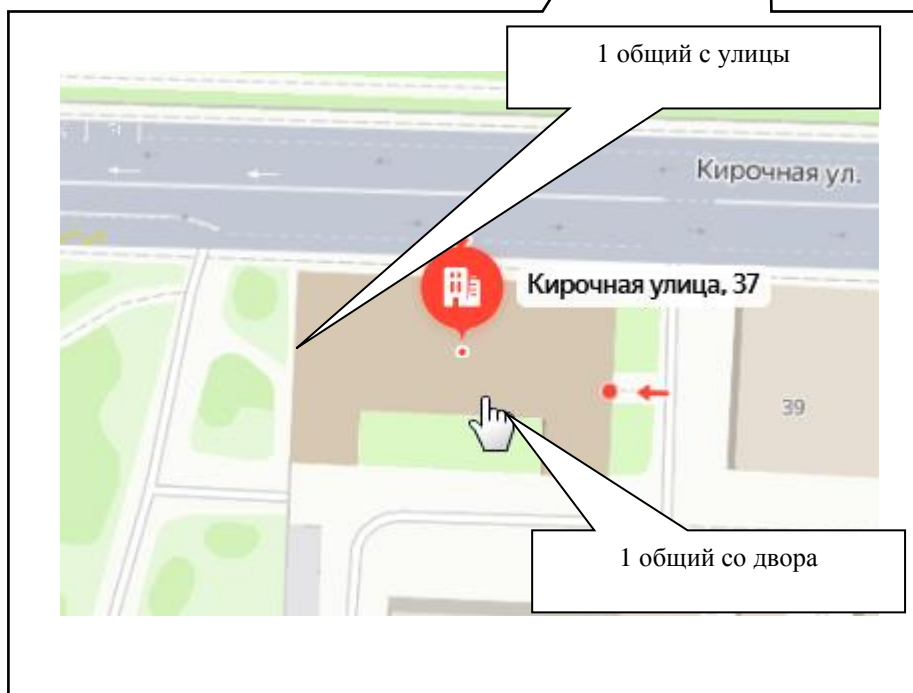 1 общий с улицы
Кирочная ул.
Кирочная улица, 37
39
1 общий со двора